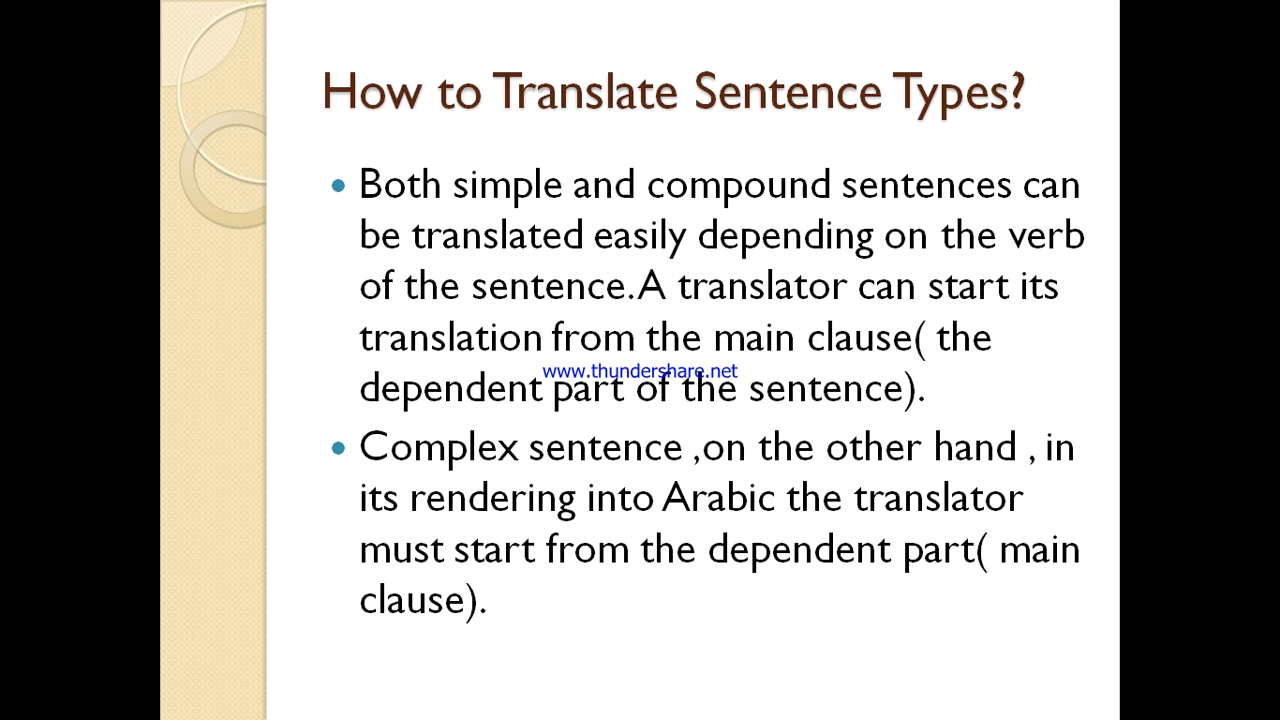 How to Translate Sentence Types?
• Both simple and compound sentences can
be translated easily depending on the verb
of the sentence. A translator can start its
translation from the main clause( the
www.thundershare.net
dependent part of the sentence).
• Complex sentence ,on the other hand , in
its rendering into Arabic the translator
must start from the dependent part( main
clause).